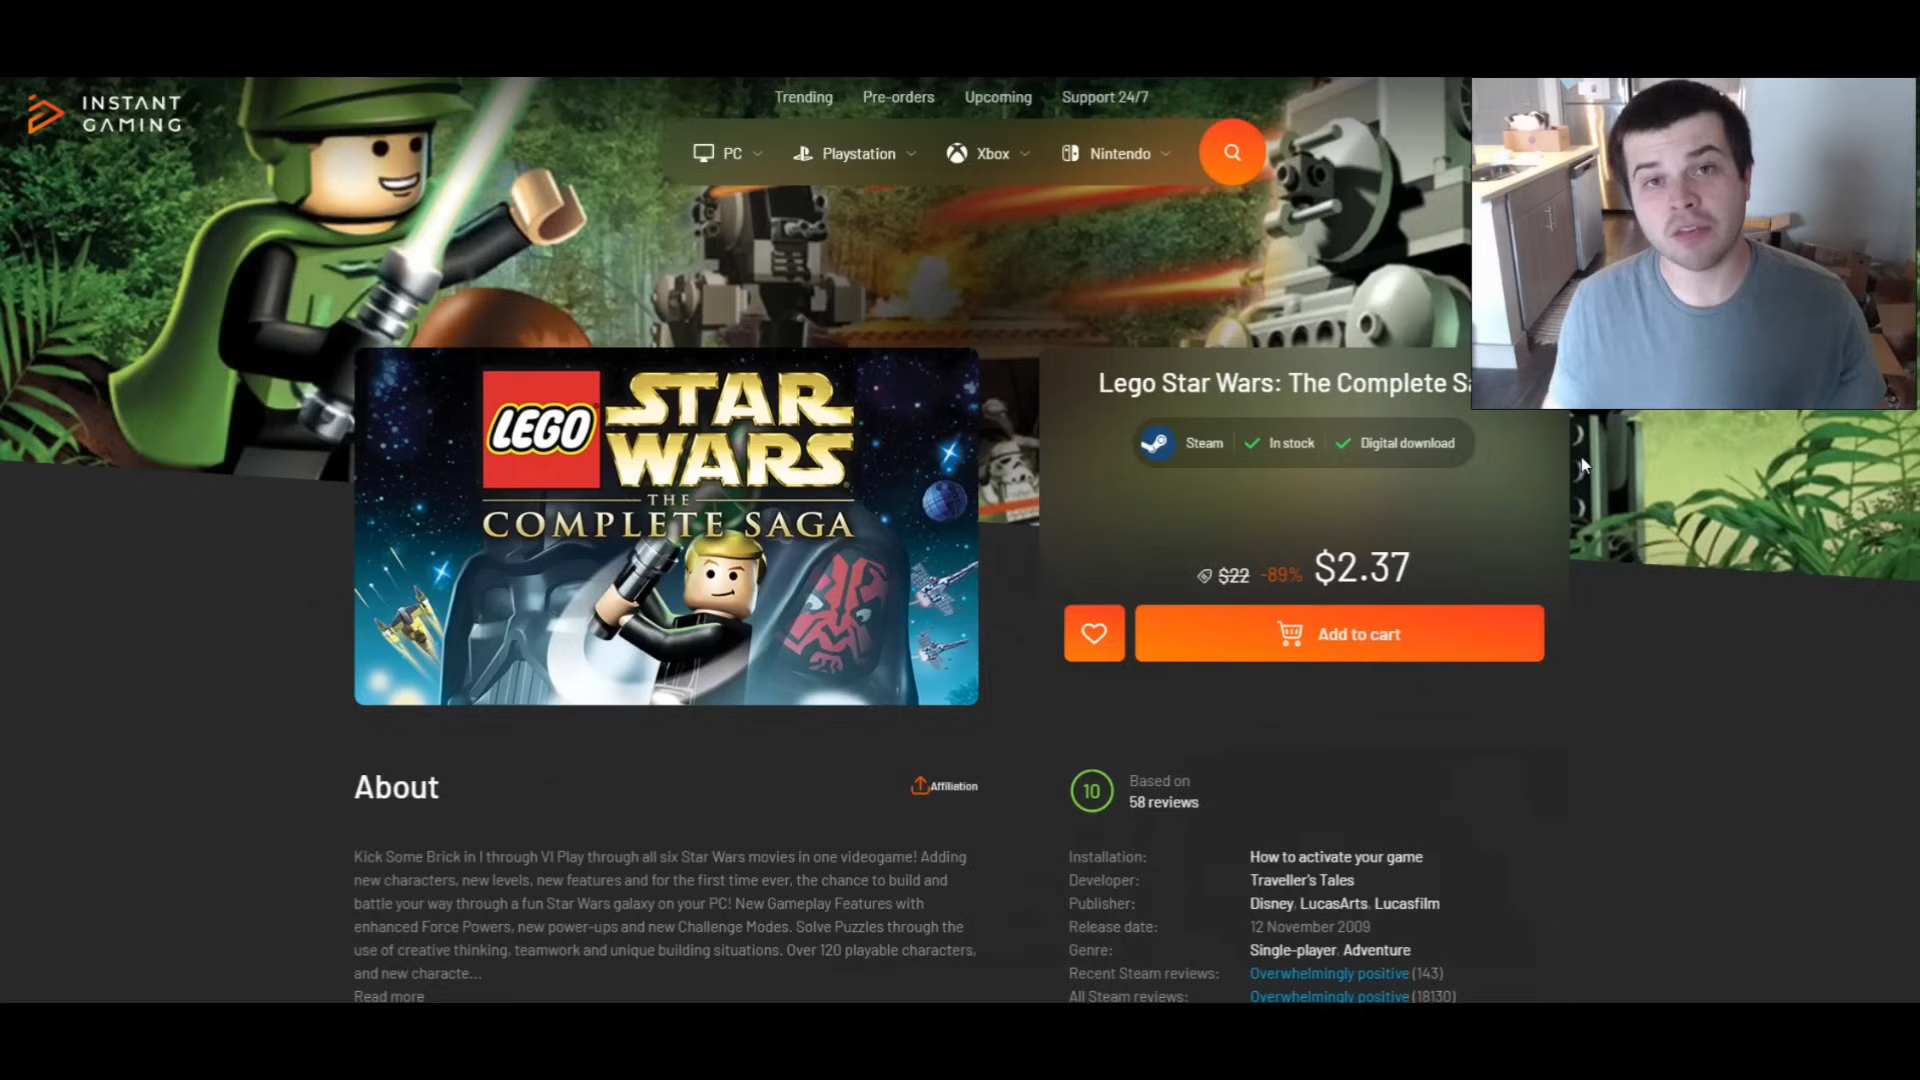 INSTANT
GAMING
Trending Pre-orders Upcoming Support 24/7
PC Playstation Xbox Nintendo
LEGO
STAR
WARS
THE
COMPLETE SAGA
Lego Star Wars: The Complete Sa
Steam In stock Digital download
$22 -89% $2.37
Add to cart
About
Affiliation
10
Based on
58 reviews
Kick Some Brick in I through VI Play through all six Star Wars movies in one videogame! Adding
new characters, new levels, new features and for the first time ever, the chance to build and
battle your way through a fun Star Wars galaxy on your PC! New Gameplay Features with
enhanced Force Powers, new power-ups and new Challenge Modes. Solve Puzzles through the
use of creative thinking, teamwork and unique building situations. Over 120 playable characters,
and new characte...
Read more
Installation: How to activate your game
Developer: Traveller's Tales
Publisher: Disney, LucasArts, Lucasfilm
Release date: 12 November 2009
Genre: Single-player, Adventure
Recent Steam reviews: Overwhelmingly positive (143)
All Steam reviews: Overwhelmingly positive (18130)